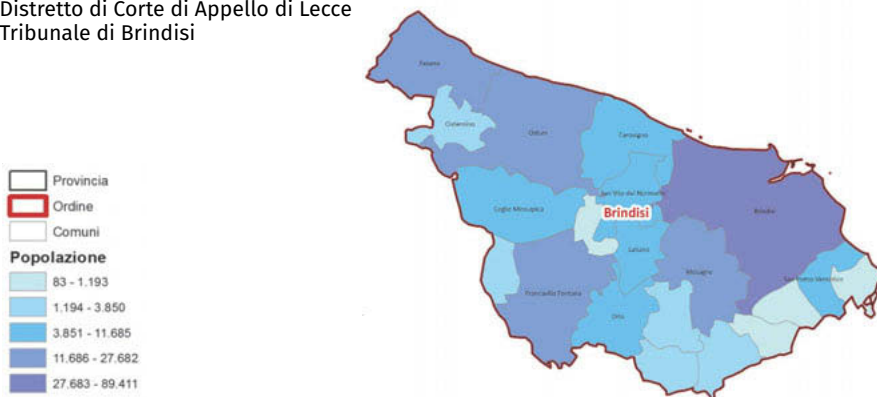 Distretto di Corte di Appello di Lecce
Tribunale di Brindisi
Fasano
Cisternino
Ostuni
Carovigno
San Vito dei Normanni
Brindisi
Brindisi
Ceglie Messapica
Latiano
Mesagne
San Pietro Vernotico
Francavilla Fontana
Oria
Provincia
Ordine
Comuni
Popolazione
83 - 1.193
1.194 - 3.850
3.851 - 11.685
11.686 - 27.682
27.683 - 89.411